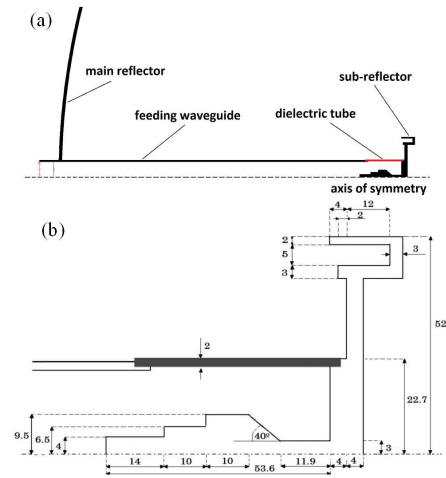 (a)
main reflector
sub-reflector
feeding waveguide
dielectric tube
axis of symmetry
(b)
4 12
2
2
5
3
3
52
2
22.7
9.5
6.5
4
40º
3
14 10 10 11.9 4 4
53.6